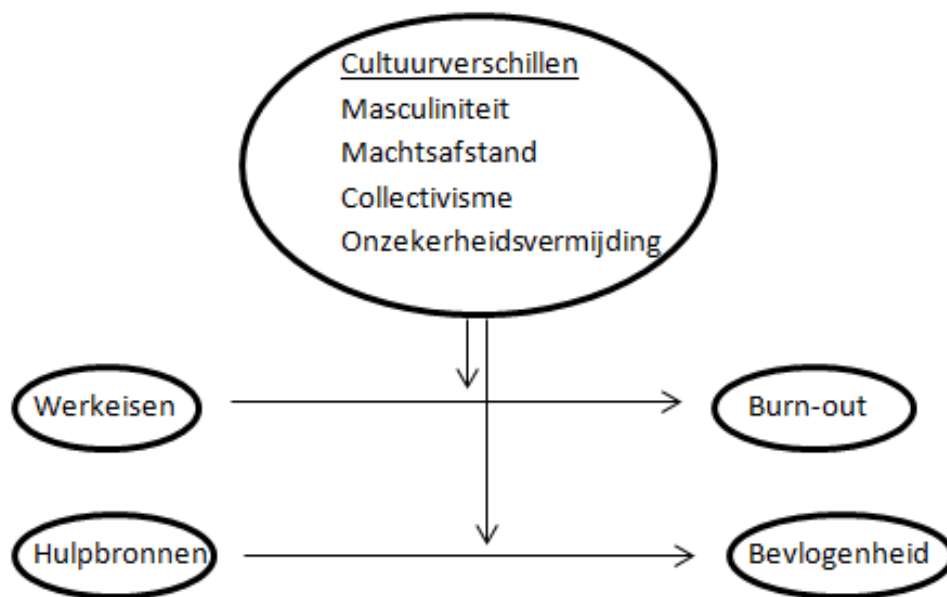 Cultuurverschillen
Masculiniteit
Machtsafstand
Collectivisme
Onzekerheidsvermijding
Werkeisen
Burn-out
Hulpbronnen
Bevlogenheid